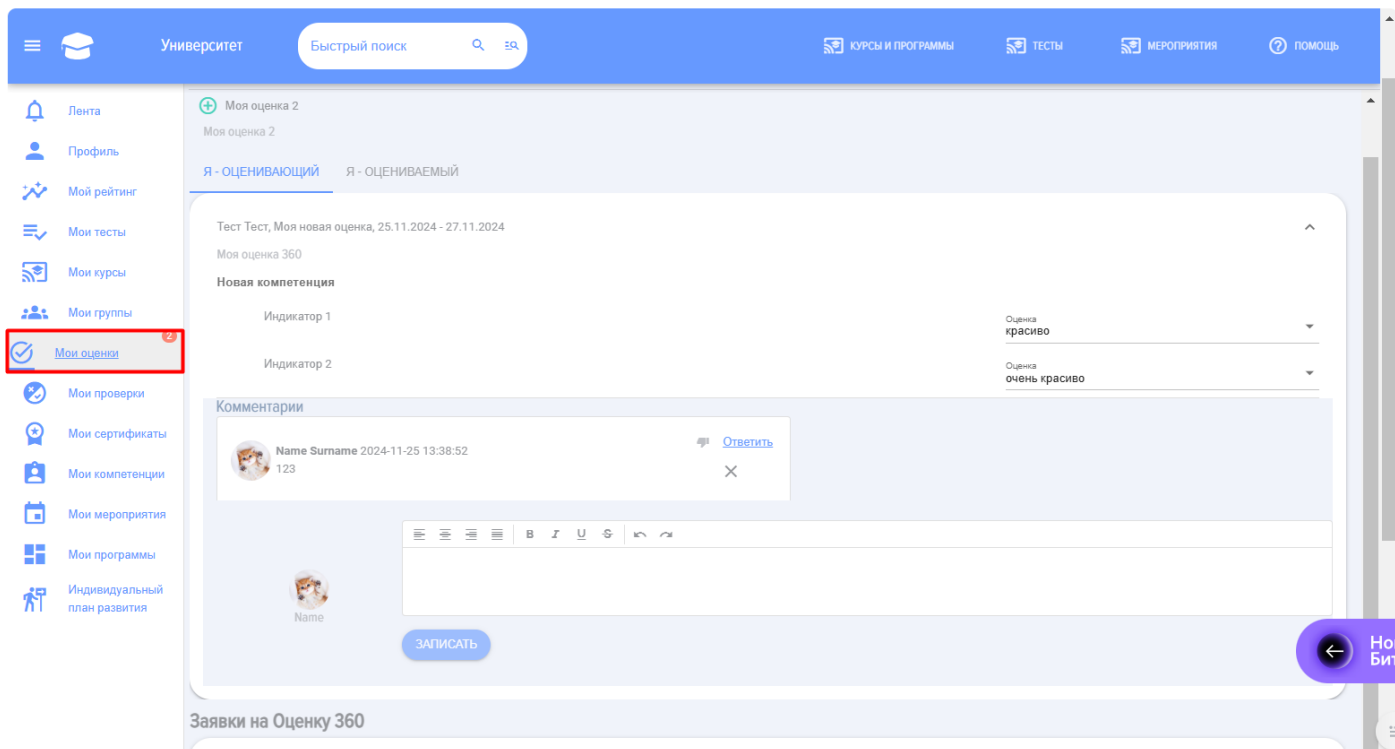 Университет
Быстрый поиск
КУРСЫ И ПРОГРАММЫ
ТЕСТЫ
МЕРОПРИЯТИЯ
ПОМОЩЬ
Лента
Профиль
Мой рейтинг
Мои тесты
Мои курсы
Мои группы
2
Мои оценки
Мои проверки
Мои сертификаты
Мои компетенции
Мои мероприятия
Мои программы
Индивидуальный
план развития
Моя оценка 2
Моя оценка 2
Я - ОЦЕНИВАЮЩИЙ Я - ОЦЕНИВАЕМЫЙ
Тест Тест, Моя новая оценка, 25.11.2024 - 27.11.2024
Моя оценка 360
Новая компетенция
Индикатор 1
Оценка
красиво
Индикатор 2
Оценка
очень красиво
Комментарии
Name Surname 2024-11-25 13:38:52
Ответить
123
B I U S
Name
ЗАПИСАТЬ
Заявки на Оценку 360